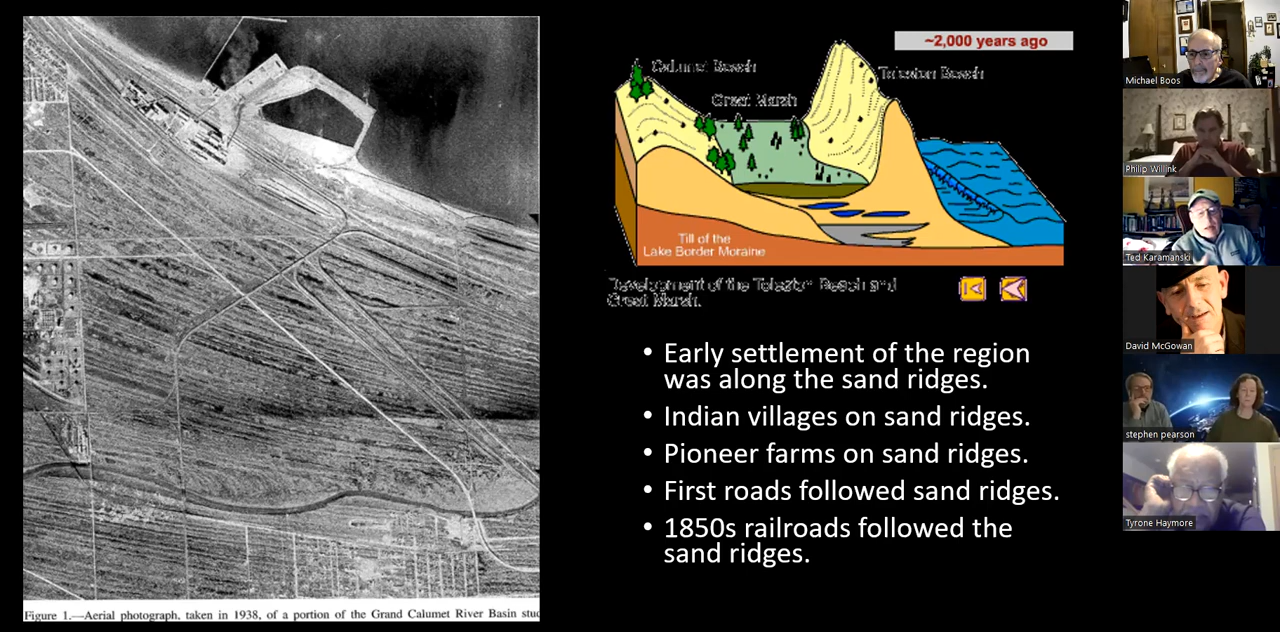 ~2,000 years ago
Calumet Beach
Toleston Beach
Great Marsh
Till of the
Lake Border Moraine
Development of the Toleston Beach and
Great Marsh.
• Early settlement of the region
was along the sand ridges.
• Indian villages on sand ridges.
• Pioneer farms on sand ridges.
• First roads followed sand ridges.
• 1850s railroads followed the
sand ridges.
Figure 1.—Aerial photograph, taken in 1938, of a portion of the Grand Calumet River Basin stud
Michael Boos
Philip Willink
Ted Karamanski
David McGowan
stephen pearson
Tyrone Haymore